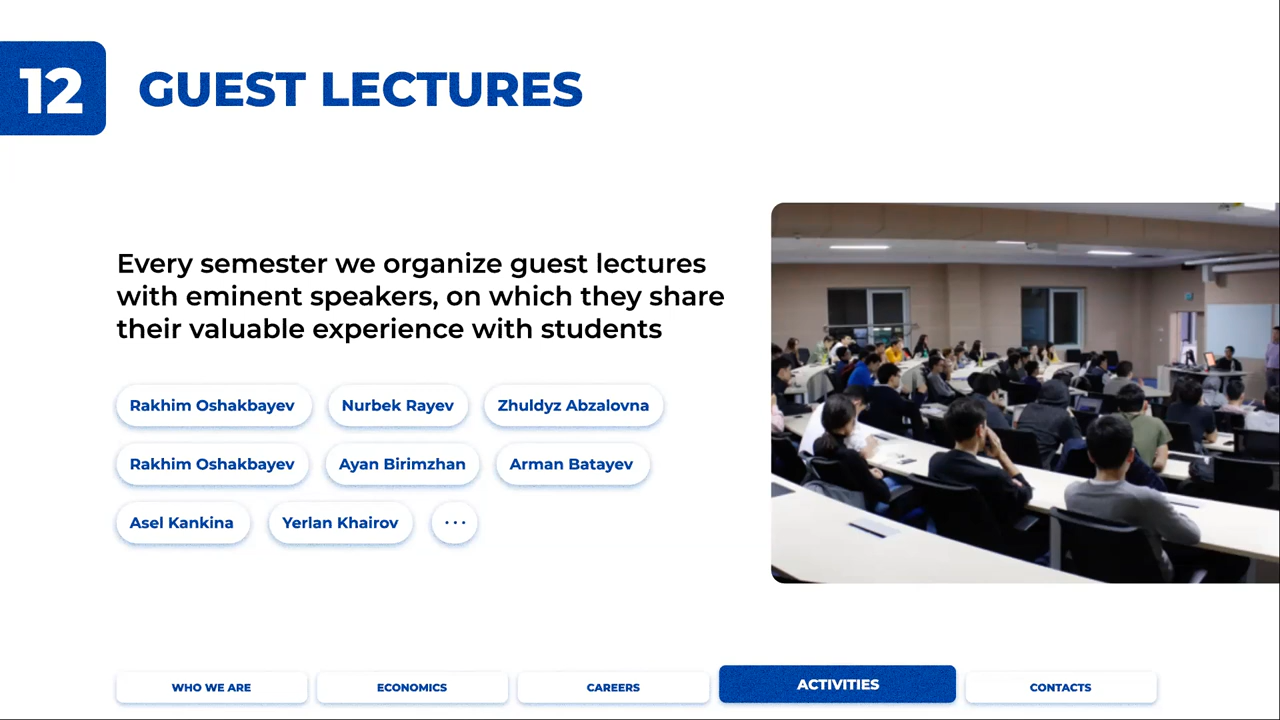 12
GUEST LECTURES
Every semester we organize guest lectures
with eminent speakers, on which they share
their valuable experience with students
Rakhim Oshakbayev Nurbek Rayev Zhuldyz Abzalovna
Rakhim Oshakbayev Ayan Birimzhan Arman Batayev
Asel Kankina Yerlan Khairov ...
WHO WE ARE ECONOMICS CAREERS ACTIVITIES CONTACTS